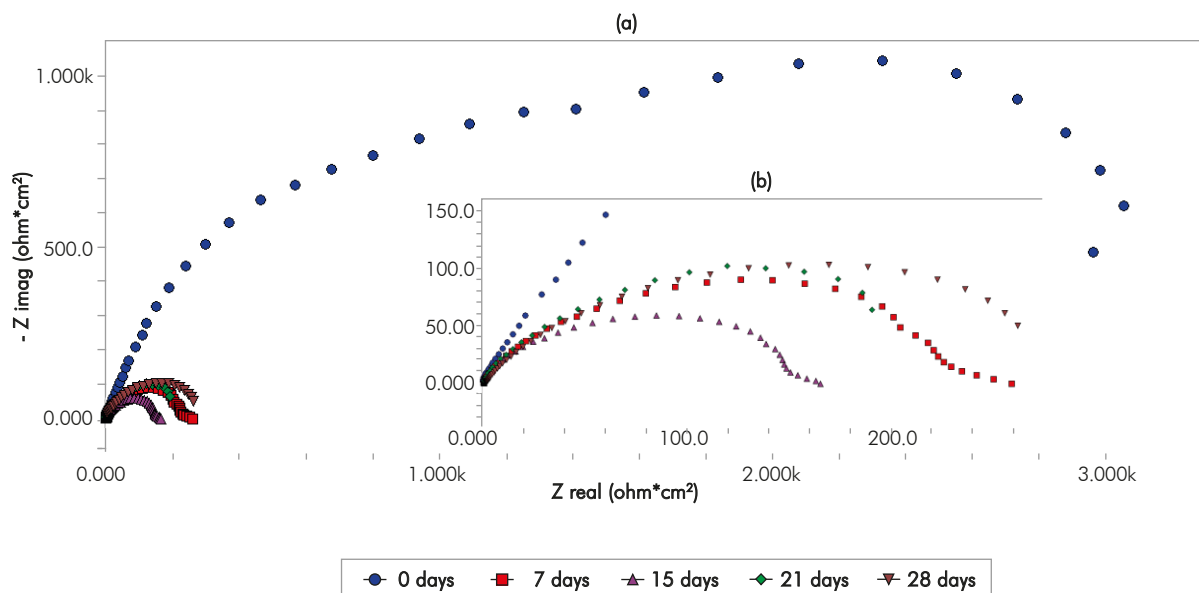 (a)
1.000k
- Z imag (ohm*cm²)
500.0
0.000
(b)
150.0
100.0
50.00
0.000
0.000 100.0 200.0
0.000 1.000k 2.000k 3.000k
Z real (ohm*cm²)
0 days 7 days 15 days 21 days 28 days